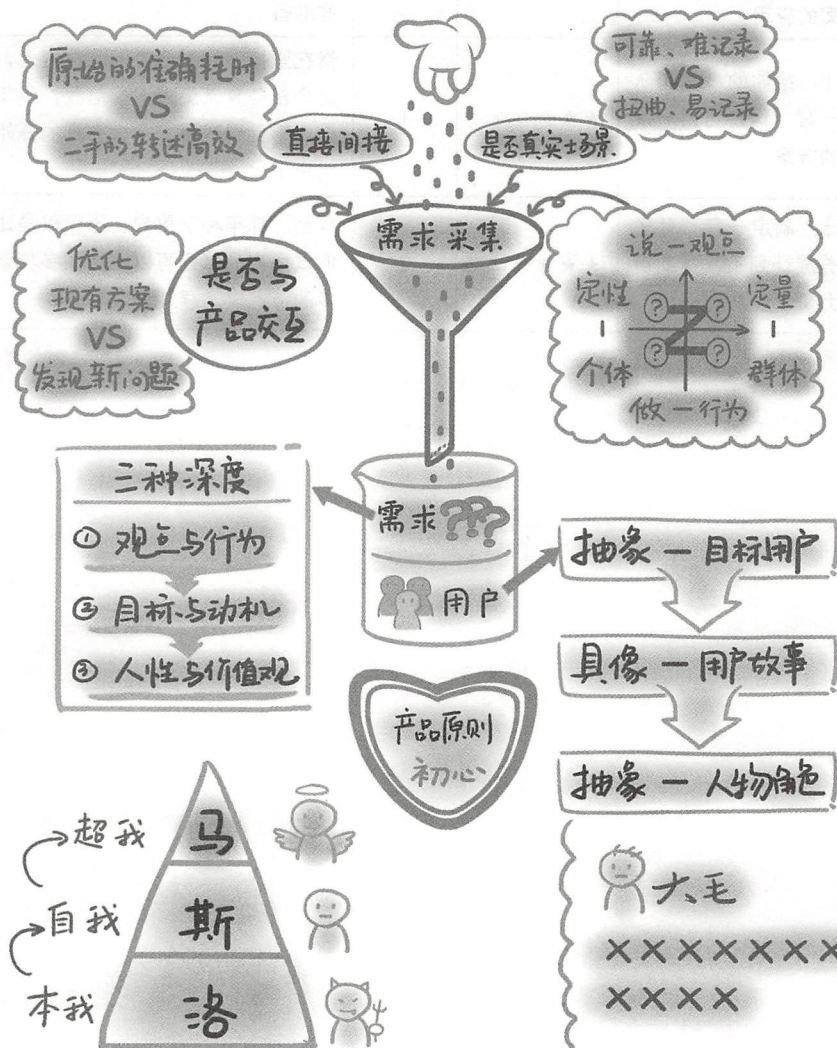 原始的准确耗时
VS
二手的转述高效
直接间接
是否真实场景
可靠、难记录
VS
扭曲、易记录
优化
现有方案
VS
发现新问题
是否与
产品交互
需求采集
说一观点
定性 定量
? ?
? ?
个体 群体
做一行为
三种深度
① 观点与行为
② 目标与动机
③ 人性与价值观
需求???
用户
抽象 — 目标用户
具像 — 用户故事
抽象 — 人物角色
产品原则
初心
超我
自我
本我
马
斯
洛
大毛
×××××××
××××